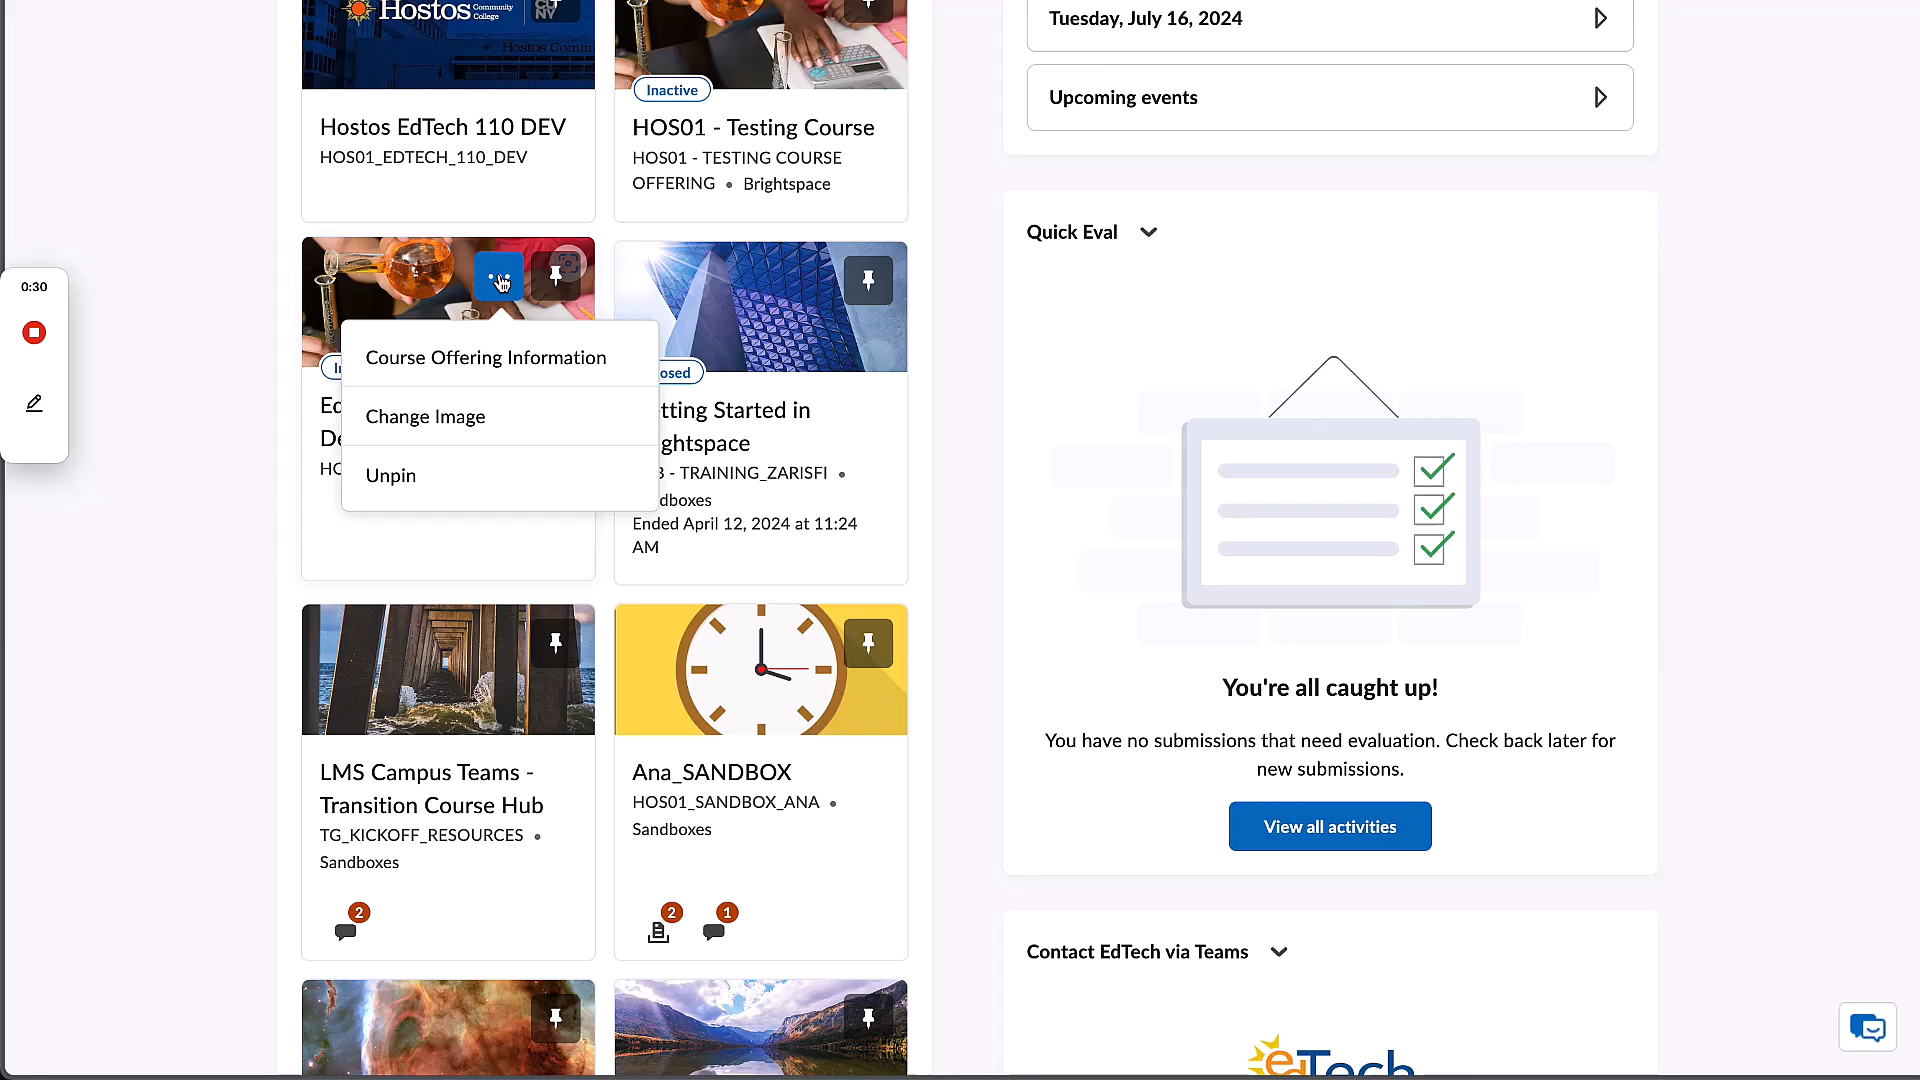 Hostos Community College
CUNY
Hostos Comm
Inactive
Hostos EdTech 110 DEV
HOS01_EDTECH_110_DEV
HOS01 - Testing Course
HOS01 - TESTING COURSE
OFFERING • Brightspace
0:30
Course Offering Information
Change Image
Unpin
osed
tting Started in
ghtspace
- TRAINING_ZARISFI •
dboxes
Ended April 12, 2024 at 11:24
AM
LMS Campus Teams -
Transition Course Hub
TG_KICKOFF_RESOURCES •
Sandboxes
2
Ana_SANDBOX
HOS01_SANDBOX_ANA •
Sandboxes
2
1
Tuesday, July 16, 2024
Upcoming events
Quick Eval
You're all caught up!
You have no submissions that need evaluation. Check back later for
new submissions.
View all activities
Contact EdTech via Teams
eTech